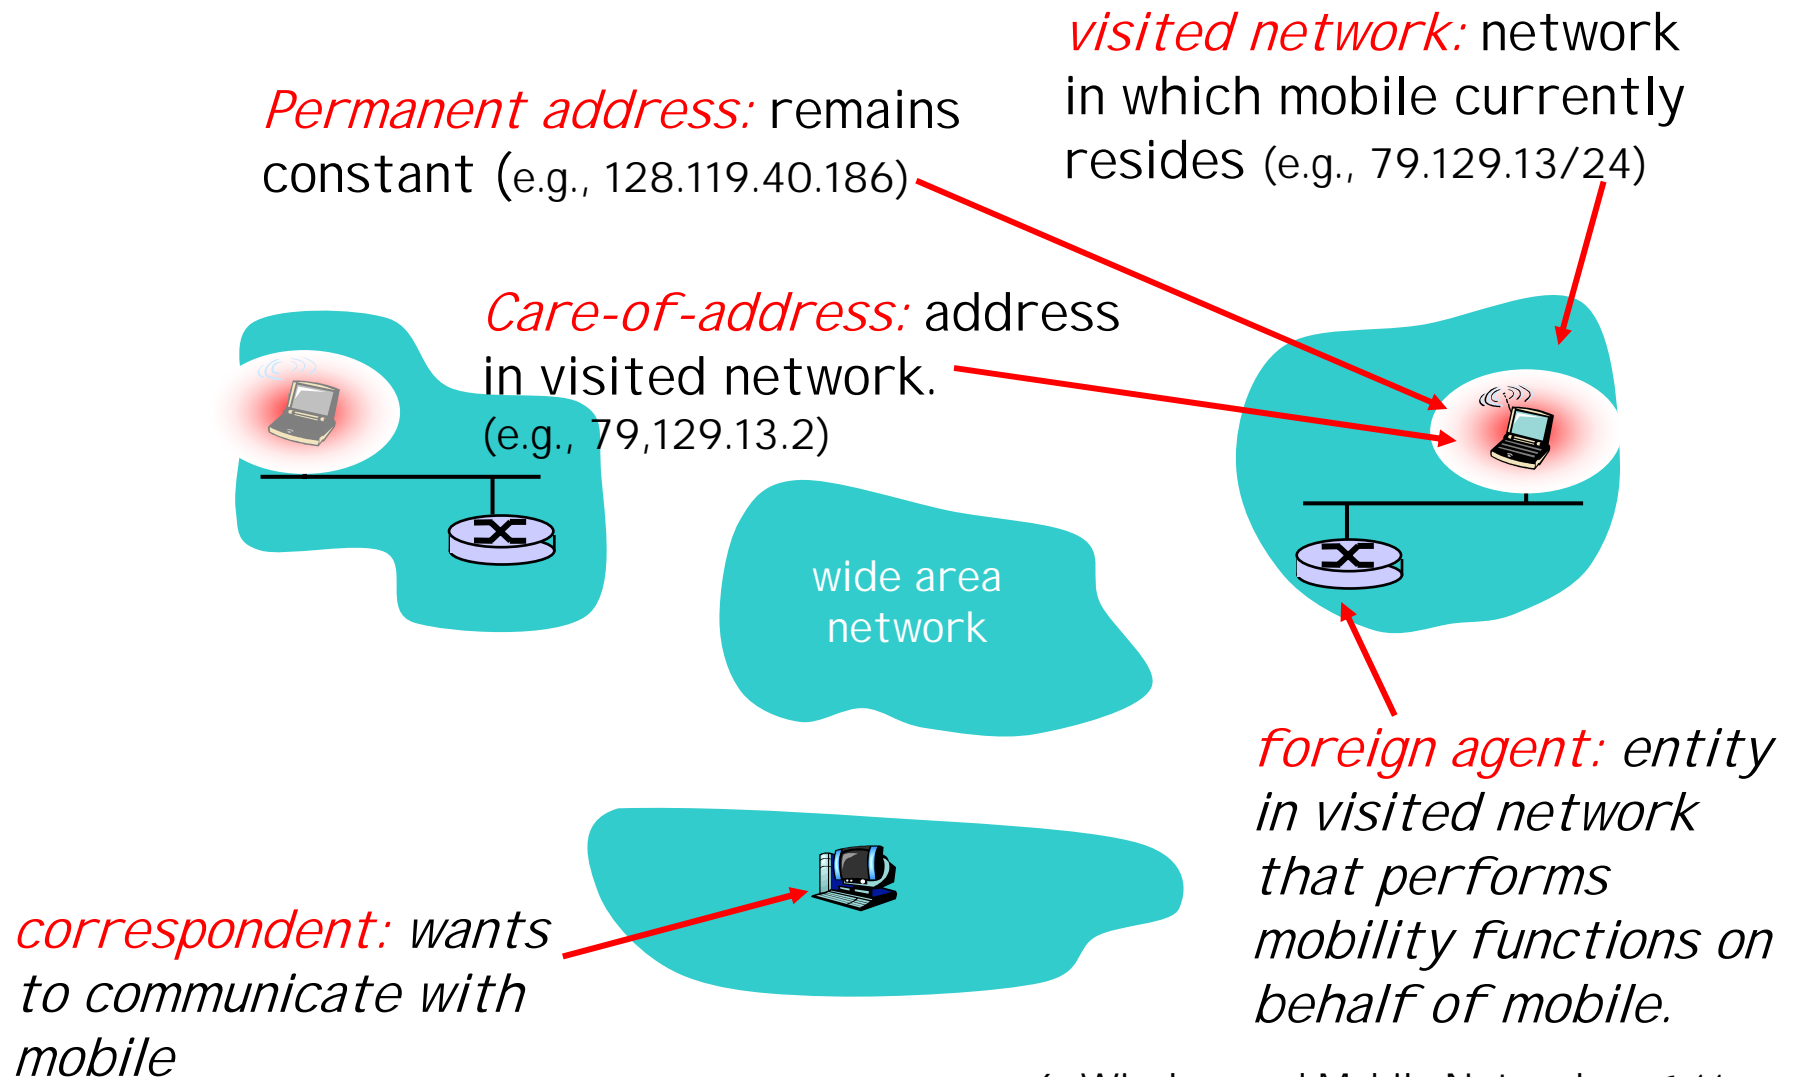 visited network: network
in which mobile currently
resides (e.g., 79.129.13/24)
Permanent address: remains
constant (e.g., 128.119.40.186)
Care-of-address: address
in visited network.
(e.g., 79,129.13.2)
wide area
network
foreign agent: entity
in visited network
that performs
mobility functions on
behalf of mobile.
correspondent: wants
to communicate with
mobile